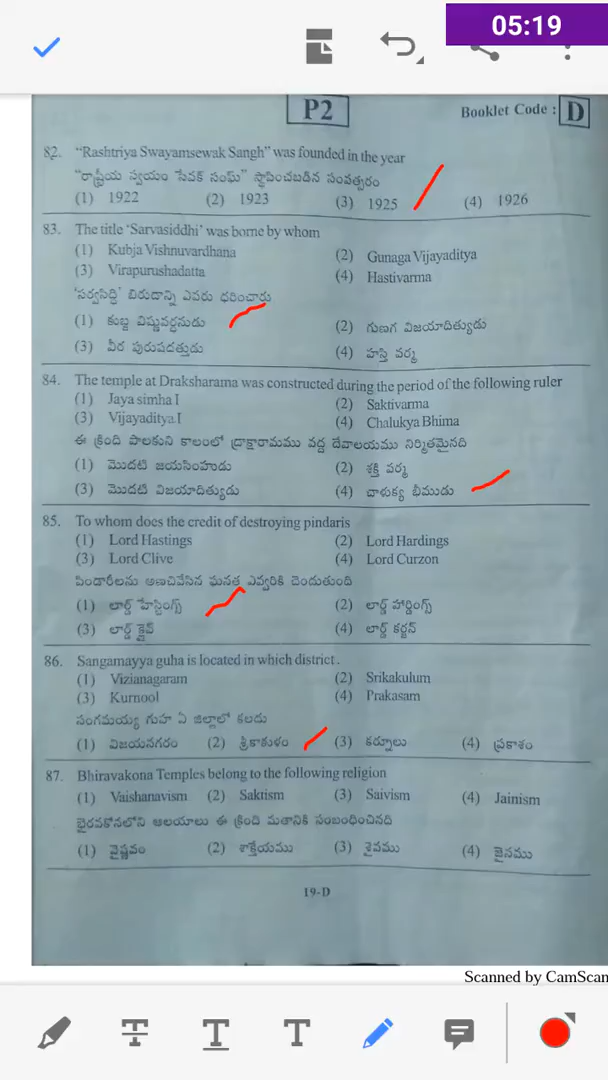 05:19
P2
Booklet Code : D
82. "Rashtriya Swayamsewak Sangh" was founded in the year
"రాష్ట్రీయ స్వయం సేవక్ సంఘ్" స్థాపించబడిన సంవత్సరం
(1) 1922 (2) 1923 (3) 1925 (4) 1926
83. The title 'Sarvasiddhi' was borne by whom
(1) Kubja Vishnuvardhana (2) Gunaga Vijayaditya
(3) Virapurushadatta (4) Hastivarma
'సర్వసిద్ధి' బిరుదాన్ని ఎవరు ధరించారు
(1) కుబ్జ విష్ణువర్ధనుడు (2) గుణగ విజయాదిత్యుడు
(3) వీర పురుషదత్తుడు (4) హస్తి వర్మ
84. The temple at Draksharama was constructed during the period of the following ruler
(1) Jaya simha I (2) Saktivarma
(3) Vijayaditya I (4) Chalukya Bhima
ఈ క్రింది పాలకుని కాలంలో ద్రాక్షారామము వద్ద దేవాలయము నిర్మితమైనది
(1) మొదటి జయసింహుడు (2) శక్తి వర్మ
(3) మొదటి విజయాదిత్యుడు (4) చాళుక్య భీముడు
85. To whom does the credit of destroying pindaris
(1) Lord Hastings (2) Lord Hardings
(3) Lord Clive (4) Lord Curzon
పిండారీలను అణచివేసిన ఘనత ఎవ్వరికి చెందుతుంది
(1) లార్డ్ హేస్టింగ్స్ (2) లార్డ్ హార్డింగ్స్
(3) లార్డ్ క్లైవ్ (4) లార్డ్ కర్జన్
86. Sangamayya guha is located in which district.
(1) Vizianagaram (2) Srikakulum
(3) Kurnool (4) Prakasam
సంగమయ్య గుహ ఏ జిల్లాలో కలదు
(1) విజయనగరం (2) శ్రీకాకుళం (3) కర్నూలు (4) ప్రకాశం
87. Bhiravakona Temples belong to the following religion
(1) Vaishanavism (2) Saktism (3) Saivism (4) Jainism
భైరవకోనలోని ఆలయాలు ఈ క్రింది మతానికి సంబంధించినది
(1) వైష్ణవం (2) శాక్తేయము (3) శైవము (4) జైనము
19-D
Scanned by CamScan
T T T